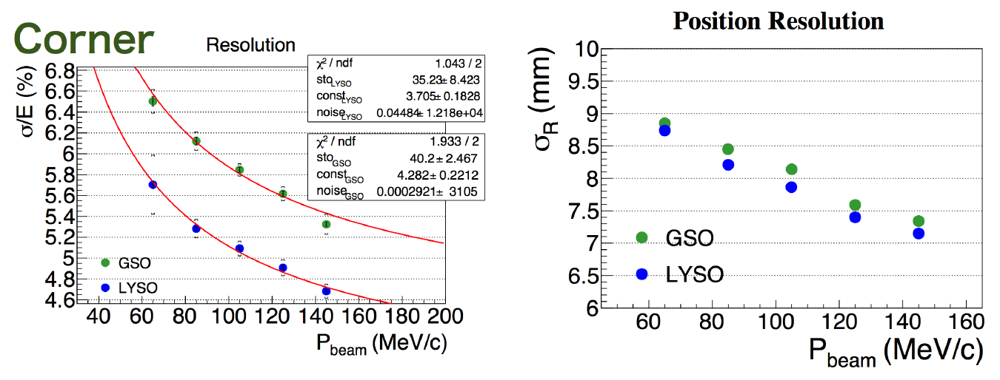 Corner
Resolution
σ/E (%)
6.8
6.6
6.4
6.2
6
5.8
5.6
5.4
5.2
5
4.8
4.6
χ² / ndf 1.043 / 2
sto_LYSO 35.23± 8.423
const_LYSO 3.705± 0.1828
noise_LYSO 0.04484± 1.218e+04
χ² / ndf 1.933 / 2
sto_GSO 40.2± 2.467
const_GSO 4.282± 0.2212
noise_GSO 0.0002921± 3105
GSO
LYSO
40 60 80 100 120 140 160 180 200
P_beam (MeV/c)
Position Resolution
σ_R (mm)
10
9.5
9
8.5
8
7.5
7
6.5
6
GSO
LYSO
60 80 100 120 140 160
P_beam (MeV/c)